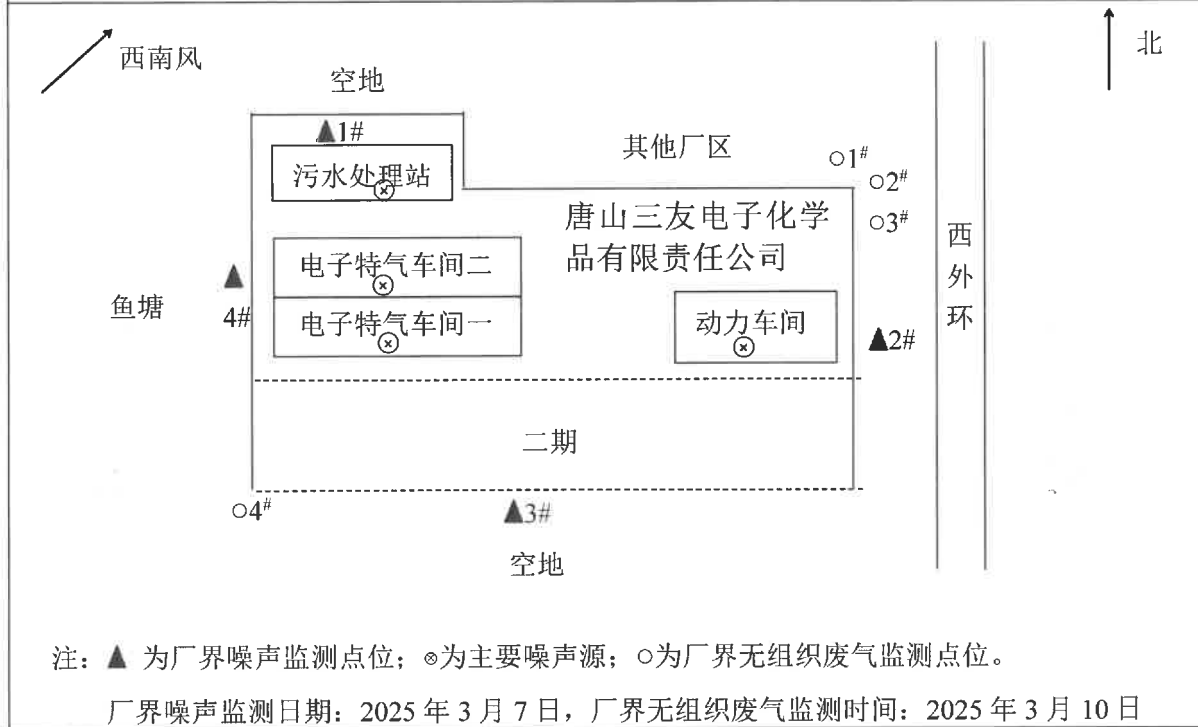 西南风
北
空地
▲1#
其他厂区
○1#
污水处理站
○2#
唐山三友电子化学
品有限责任公司
○3#
西外环
电子特气车间二
▲
4#
鱼塘
电子特气车间一
动力车间
▲2#
二期
○4#
▲3#
空地
注：▲ 为厂界噪声监测点位；⊗为主要噪声源；○为厂界无组织废气监测点位。
厂界噪声监测日期：2025 年 3 月 7 日，厂界无组织废气监测时间：2025 年 3 月 10 日